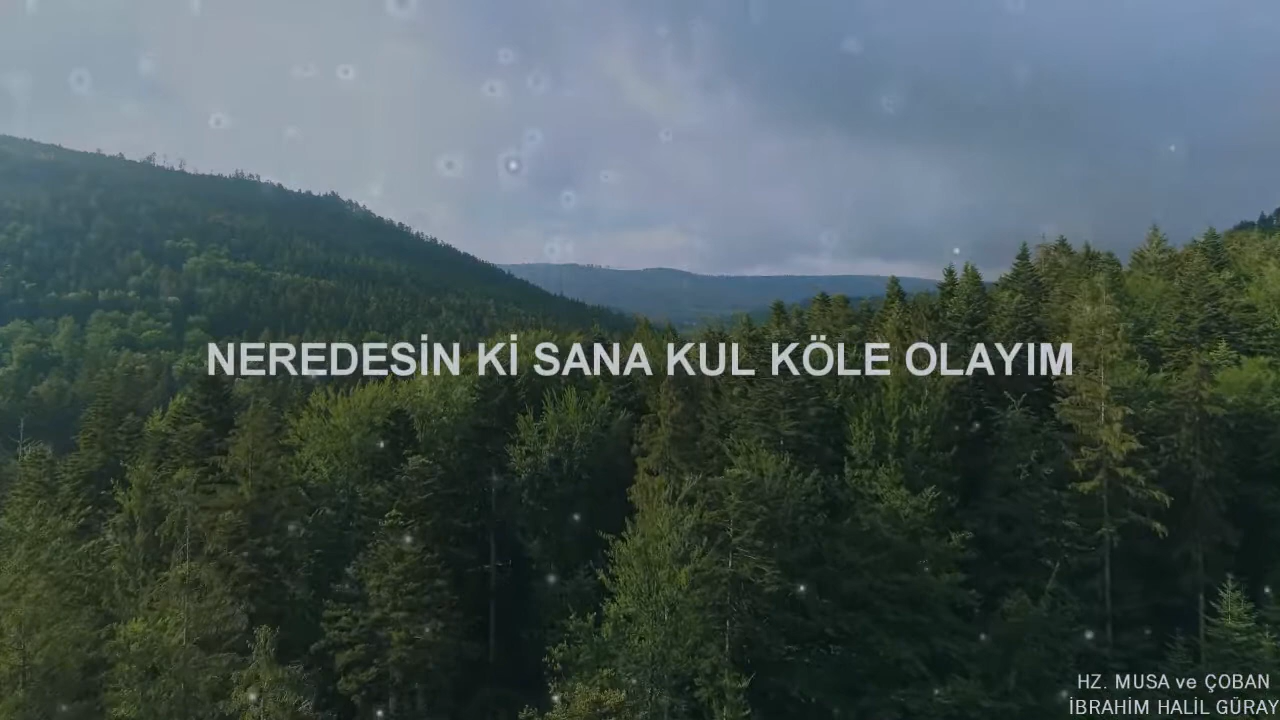 NEREDESİN Kİ SANA KUL KÖLE OLAYIM
HZ. MUSA ve ÇOBAN
İBRAHİM HALİL GÜRAY